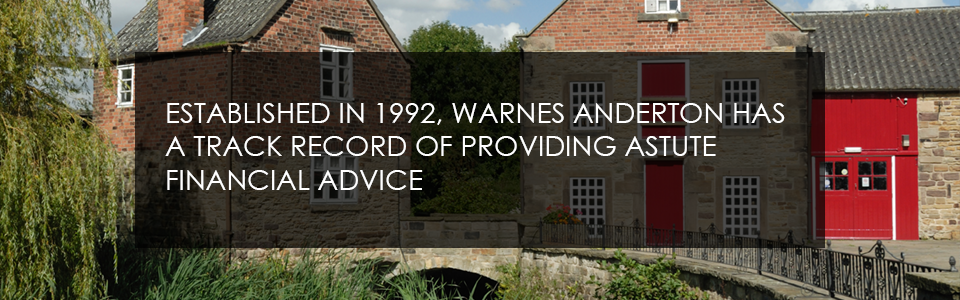 ESTABLISHED IN 1992, WARNES ANDERTON HAS
A TRACK RECORD OF PROVIDING ASTUTE
FINANCIAL ADVICE